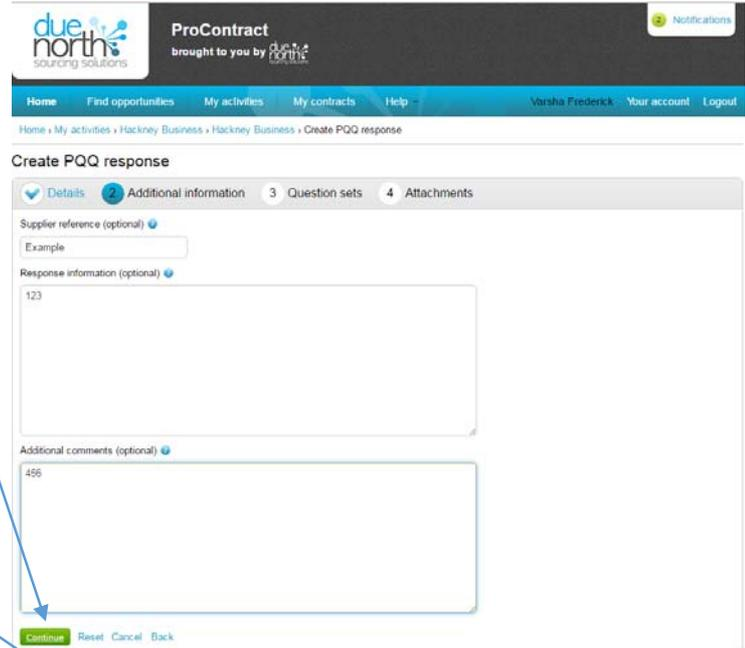 due north
sourcing solutions
ProContract
brought to you by due north
2 Notifications
Home Find opportunities My activities My contracts Help Varsha Frederick Your account Logout
Home › My activities › Hackney Business › Hackney Business › Create PQQ response
Create PQQ response
Details 2 Additional information 3 Question sets 4 Attachments
Supplier reference (optional)
Example
Response information (optional)
123
Additional comments (optional)
456
Continue Reset Cancel Back